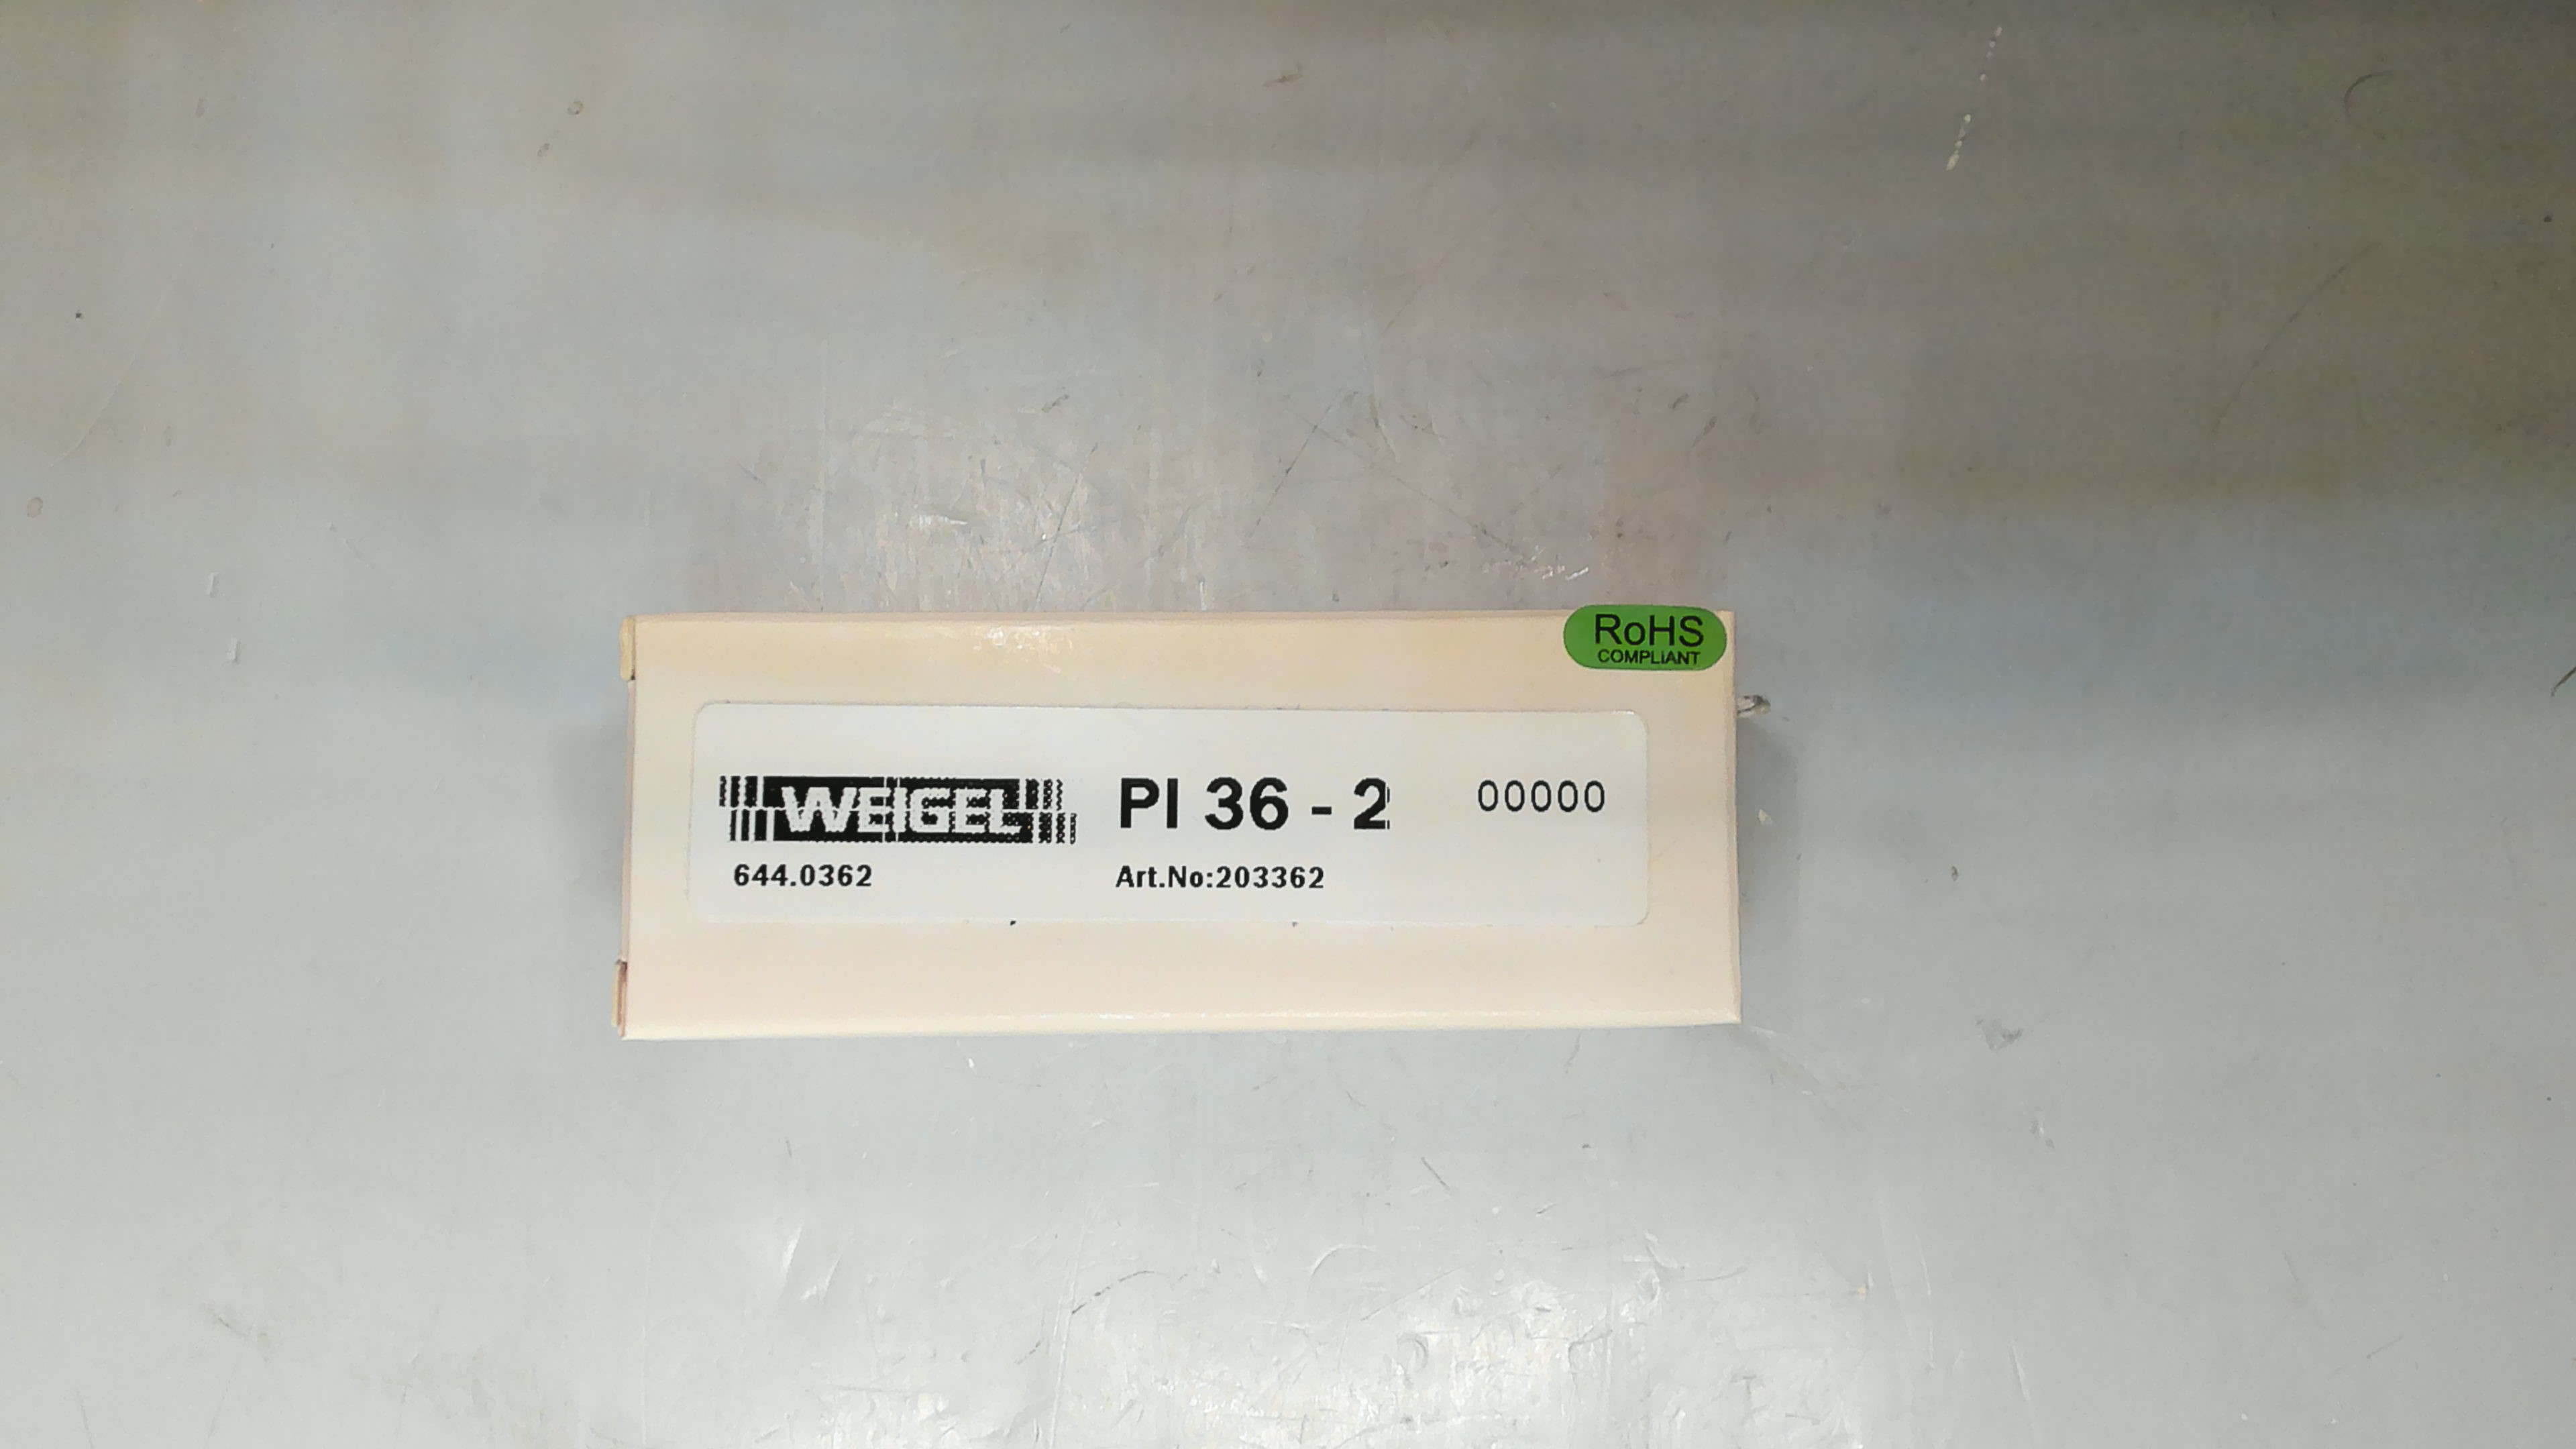 RoHS
COMPLIANT
WEIGEL
PI 36 - 2
00000
644.0362
Art.No:203362